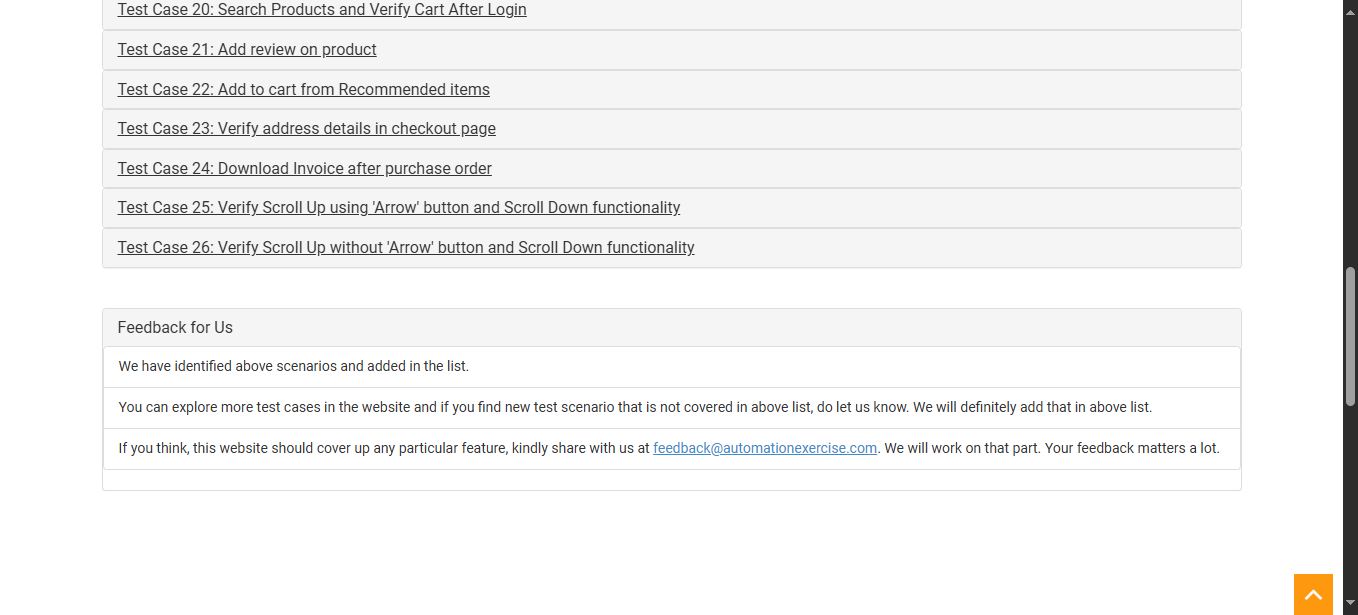 Test Case 20: Search Products and Verify Cart After Login
Test Case 21: Add review on product
Test Case 22: Add to cart from Recommended items
Test Case 23: Verify address details in checkout page
Test Case 24: Download Invoice after purchase order
Test Case 25: Verify Scroll Up using 'Arrow' button and Scroll Down functionality
Test Case 26: Verify Scroll Up without 'Arrow' button and Scroll Down functionality
Feedback for Us
We have identified above scenarios and added in the list.
You can explore more test cases in the website and if you find new test scenario that is not covered in above list, do let us know. We will definitely add that in above list.
If you think, this website should cover up any particular feature, kindly share with us at feedback@automationexercise.com. We will work on that part. Your feedback matters a lot.